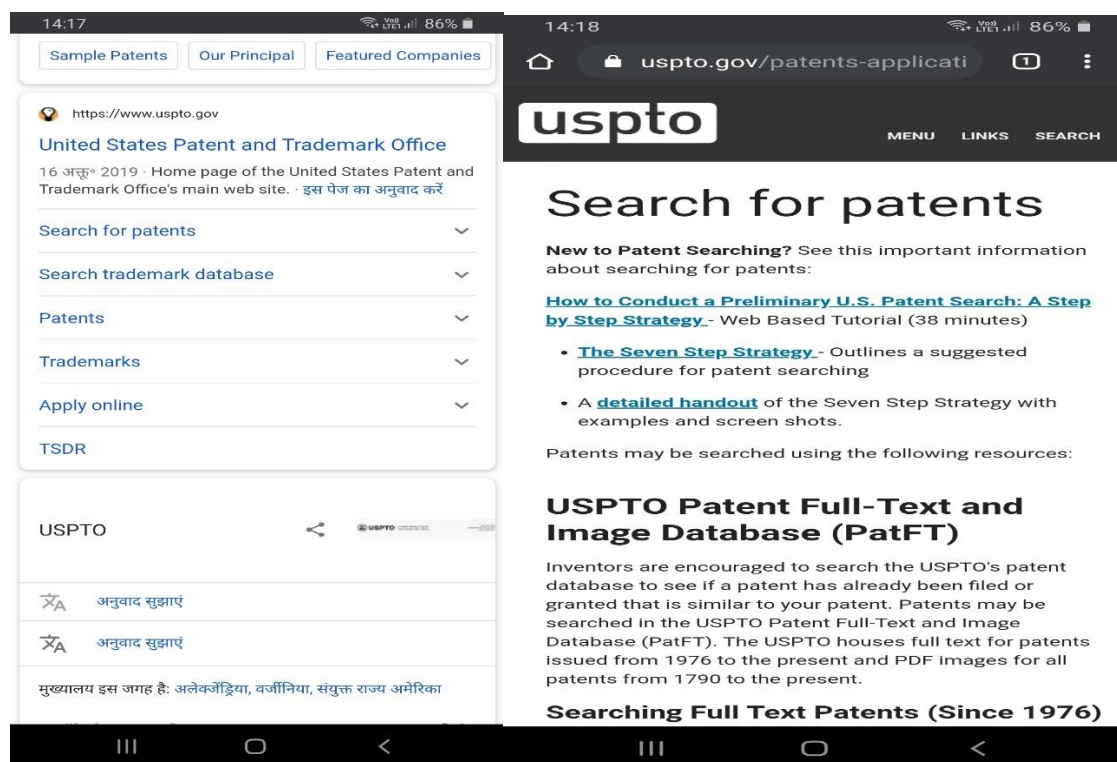 14:17
86%
Sample Patents
Our Principal
Featured Companies
https://www.uspto.gov
United States Patent and Trademark Office
16 अक्तू॰ 2019 · Home page of the United States Patent and
Trademark Office's main web site. · इस पेज का अनुवाद करें
Search for patents
Search trademark database
Patents
Trademarks
Apply online
TSDR
USPTO
USPTO
अनुवाद सुझाएं
अनुवाद सुझाएं
मुख्यालय इस जगह है: अलेक्जेंड्रिया, वर्जीनिया, संयुक्त राज्य अमेरिका
14:18
86%
uspto.gov/patents-applicati
1
uspto
MENU LINKS SEARCH
Search for patents
New to Patent Searching? See this important information
about searching for patents:
How to Conduct a Preliminary U.S. Patent Search: A Step
by Step Strategy - Web Based Tutorial (38 minutes)
• The Seven Step Strategy - Outlines a suggested
procedure for patent searching
• A detailed handout of the Seven Step Strategy with
examples and screen shots.
Patents may be searched using the following resources:
USPTO Patent Full-Text and
Image Database (PatFT)
Inventors are encouraged to search the USPTO's patent
database to see if a patent has already been filed or
granted that is similar to your patent. Patents may be
searched in the USPTO Patent Full-Text and Image
Database (PatFT). The USPTO houses full text for patents
issued from 1976 to the present and PDF images for all
patents from 1790 to the present.
Searching Full Text Patents (Since 1976)